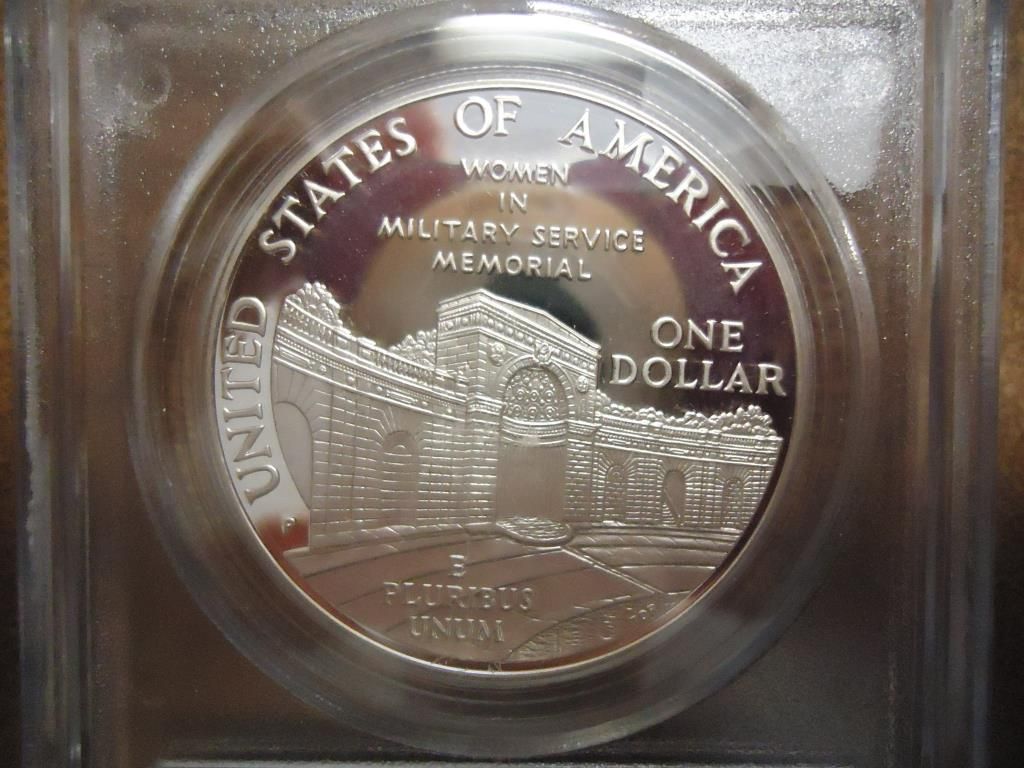 UNITED STATES OF AMERICA
WOMEN
IN
MILITARY SERVICE
MEMORIAL
ONE
DOLLAR
P
E
PLURIBUS
UNUM